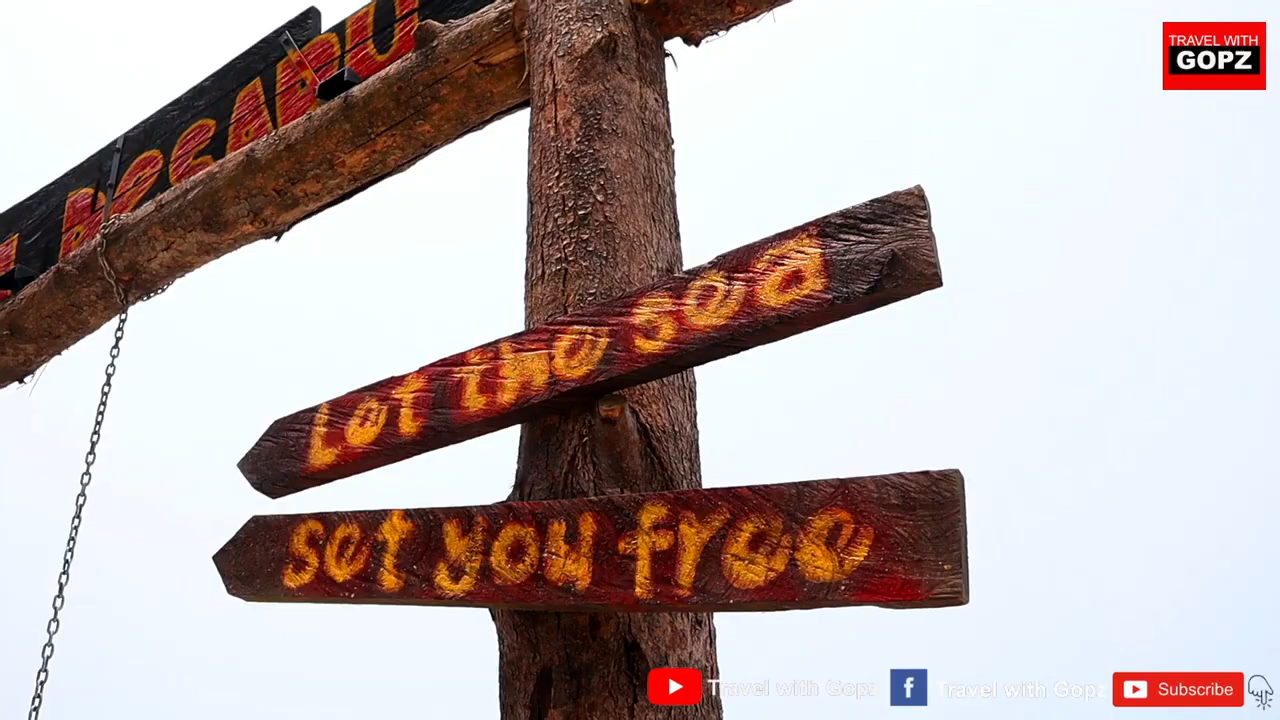 TRAVEL WITH
GOPZ
Let the sea
set you free
Travel with Gopz
Travel with Gopz
Subscribe